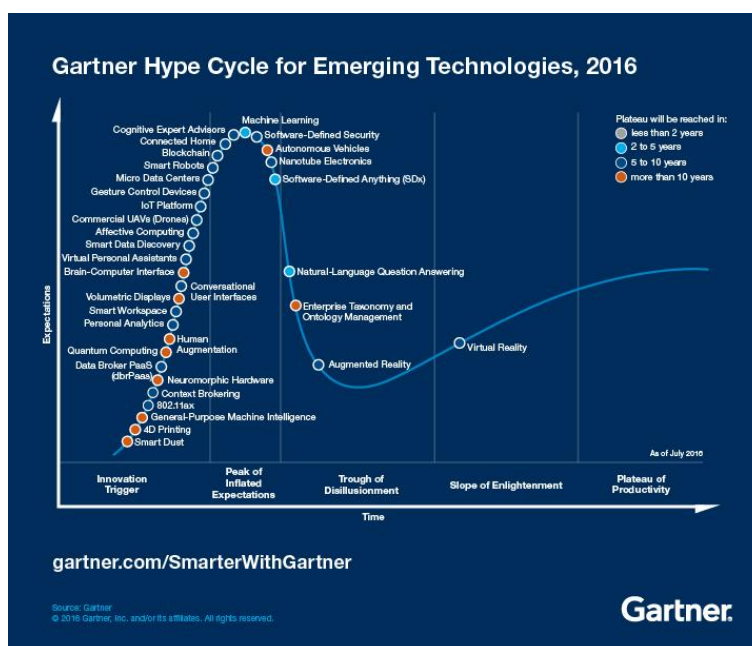 Gartner Hype Cycle for Emerging Technologies, 2016
Plateau will be reached in:
less than 2 years
2 to 5 years
5 to 10 years
more than 10 years
Expectations
Machine Learning
Cognitive Expert Advisors
Software-Defined Security
Connected Home
Autonomous Vehicles
Blockchain
Nanotube Electronics
Smart Robots
Micro Data Centers
Software-Defined Anything (SDx)
Gesture Control Devices
IoT Platform
Commercial UAVs (Drones)
Affective Computing
Smart Data Discovery
Virtual Personal Assistants
Brain-Computer Interface
Natural-Language Question Answering
Conversational
User Interfaces
Volumetric Displays
Enterprise Taxonomy and
Ontology Management
Smart Workspace
Personal Analytics
Human
Augmentation
Virtual Reality
Quantum Computing
Augmented Reality
Data Broker PaaS
(dbrPaas)
Neuromorphic Hardware
Context Brokering
802.11ax
General-Purpose Machine Intelligence
4D Printing
Smart Dust
As of July 2016
Innovation
Trigger
Peak of
Inflated
Expectations
Trough of
Disillusionment
Slope of Enlightenment
Plateau of
Productivity
Time
gartner.com/SmarterWithGartner
Source: Gartner
© 2016 Gartner, Inc. and/or its affiliates. All rights reserved.
Gartner.